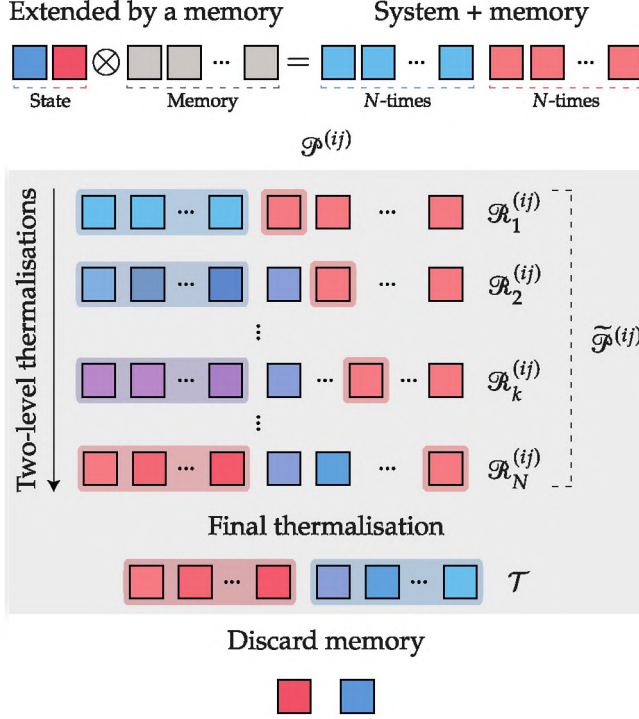 Extended by a memory System + memory
⊗ ··· = ··· ···
State Memory N-times N-times
𝒫^(ij)
Two-level thermalisations
··· ··· ℛ_1^(ij)
··· ··· ℛ_2^(ij)
⋮
··· ··· ··· ℛ_k^(ij)
⋮
··· ··· ℛ_N^(ij)
𝒫̃^(ij)
Final thermalisation
··· ··· 𝒯
Discard memory